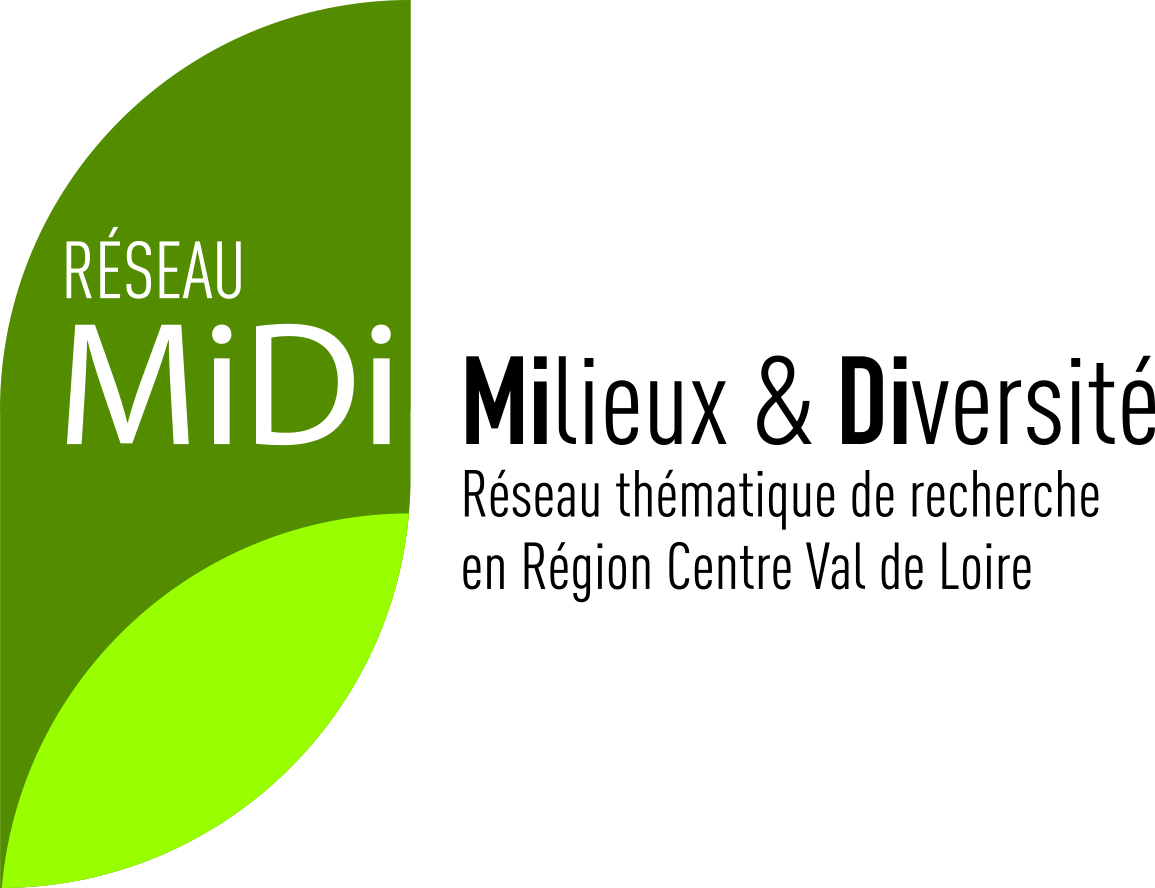 RÉSEAU
MiDi
Milieux & Diversité
Réseau thématique de recherche
en Région Centre Val de Loire